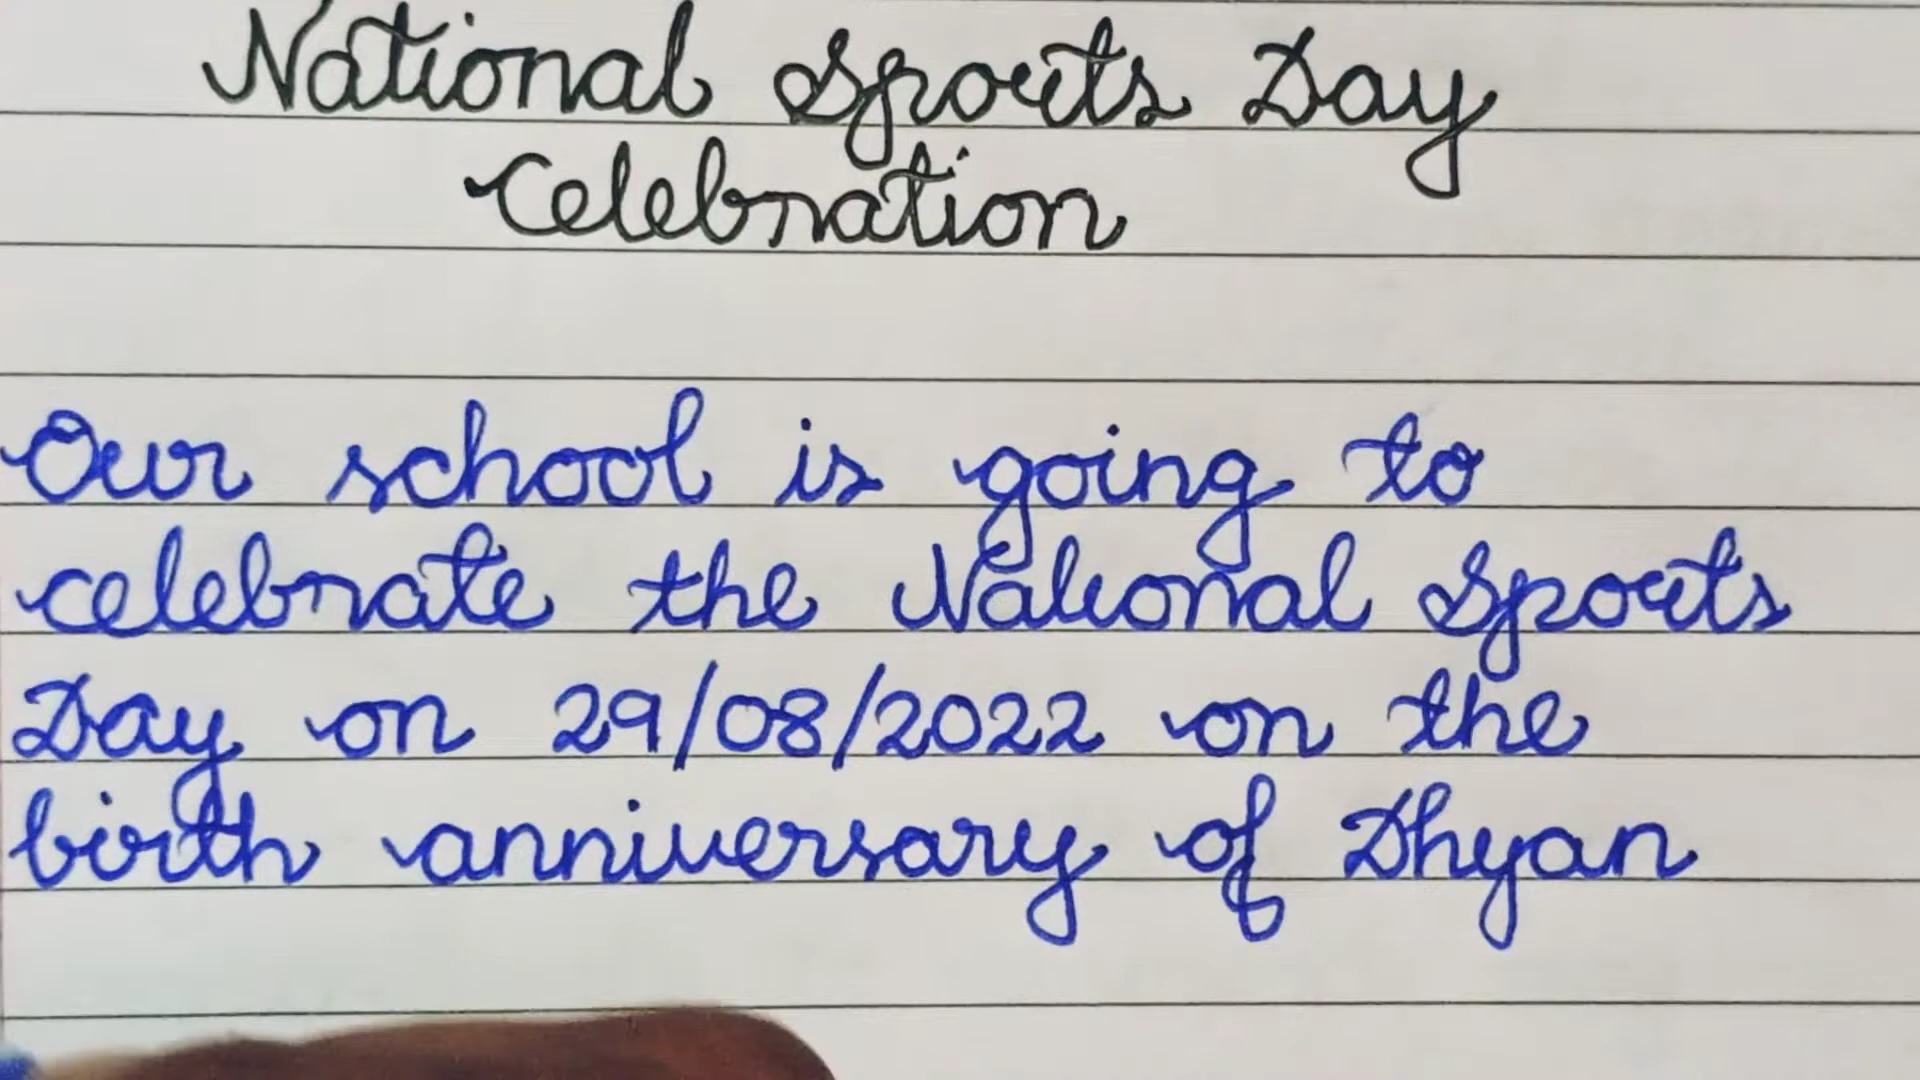 National Sports Day
Celebration
Our school is going to
celebrate the National Sports
Day on 29/08/2022 on the
birth anniversary of Dhyan